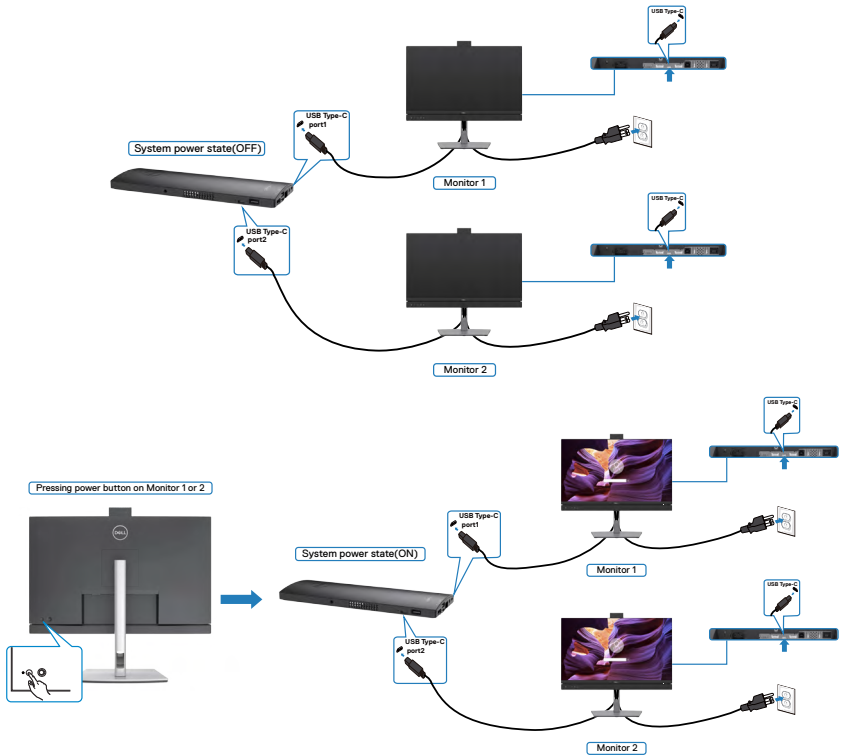 USB Type-C
USB Type-C
port1
System power state(OFF)
Monitor 1
USB Type-C
USB Type-C
port2
Monitor 2
USB Type-C
Pressing power button on Monitor 1 or 2
DELL
USB Type-C
port1
System power state(ON)
Monitor 1
USB Type-C
USB Type-C
port2
Monitor 2